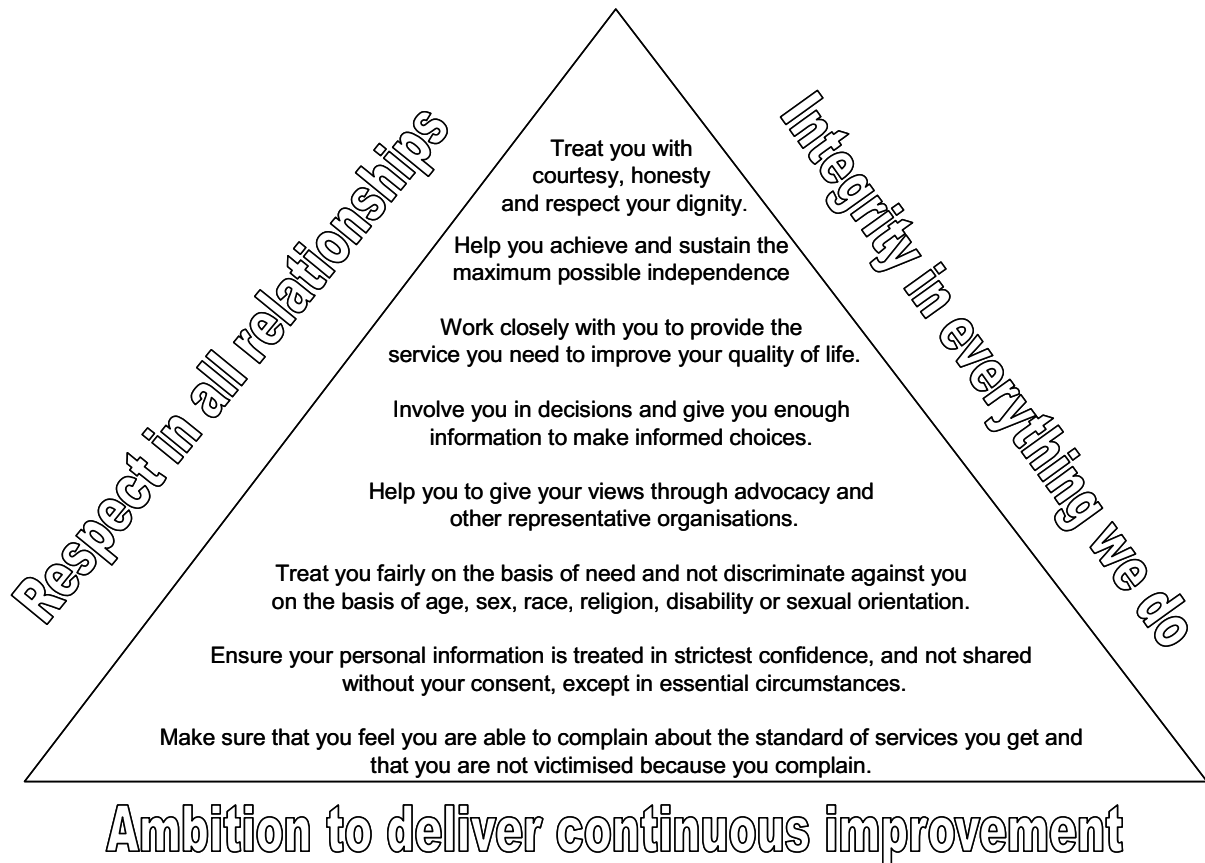 Respect in all relationships
Integrity in everything we do
Treat you with
courtesy, honesty
and respect your dignity.
Help you achieve and sustain the
maximum possible independence
Work closely with you to provide the
service you need to improve your quality of life.
Involve you in decisions and give you enough
information to make informed choices.
Help you to give your views through advocacy and
other representative organisations.
Treat you fairly on the basis of need and not discriminate against you
on the basis of age, sex, race, religion, disability or sexual orientation.
Ensure your personal information is treated in strictest confidence, and not shared
without your consent, except in essential circumstances.
Make sure that you feel you are able to complain about the standard of services you get and
that you are not victimised because you complain.
Ambition to deliver continuous improvement